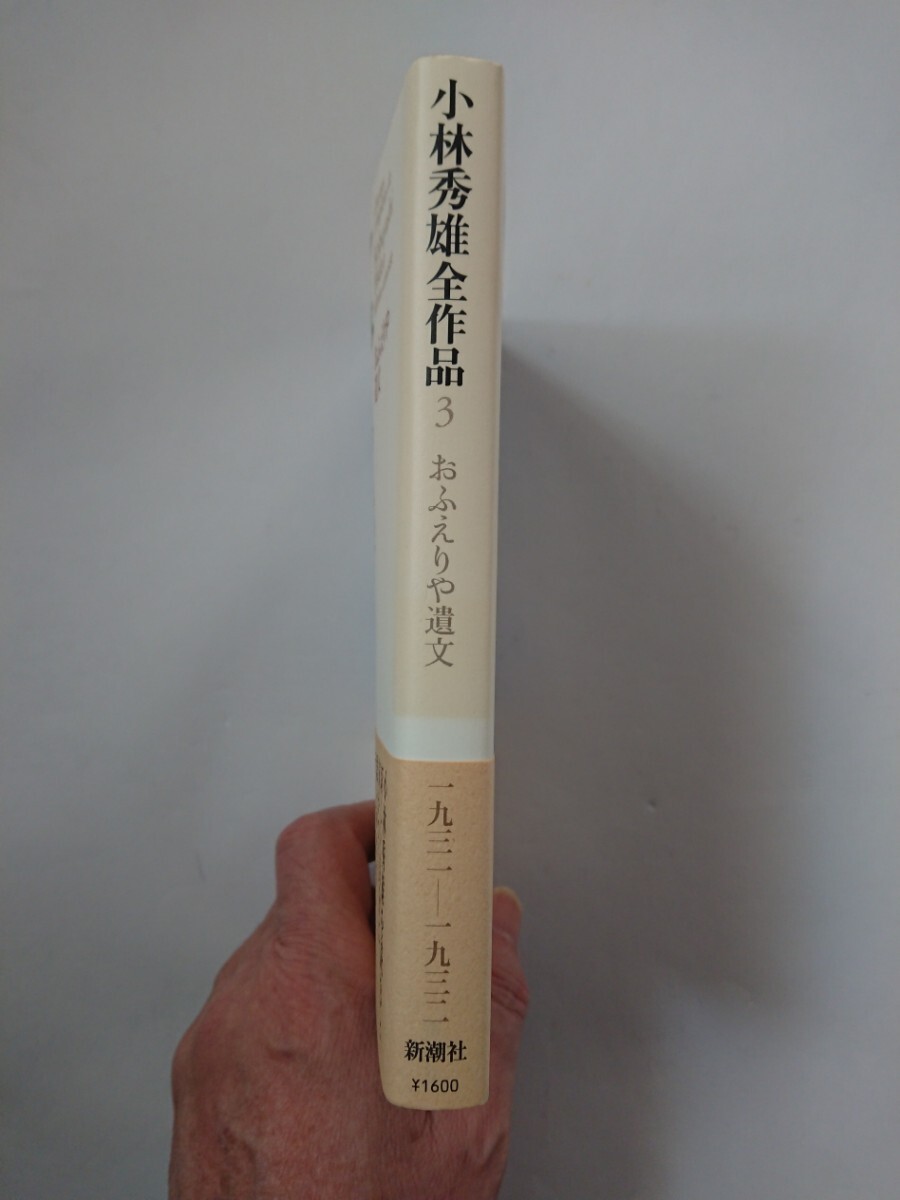 小林秀雄全作品 3 おふえりや遺文
一九三一―一九三二
新潮社
¥1600